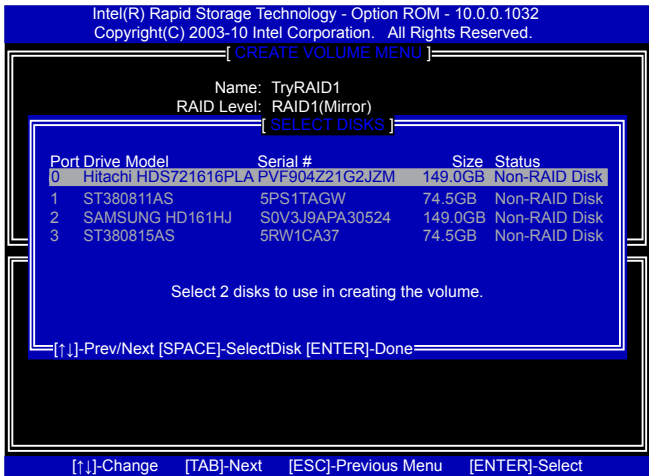 Intel(R) Rapid Storage Technology - Option ROM - 10.0.0.1032
Copyright(C) 2003-10 Intel Corporation. All Rights Reserved.
[ CREATE VOLUME MENU ]
Name: TryRAID1
RAID Level: RAID1(Mirror)
[ SELECT DISKS ]
Port Drive Model Serial # Size Status
0 Hitachi HDS721616PLA PVF904Z21G2JZM 149.0GB Non-RAID Disk
1 ST380811AS 5PS1TAGW 74.5GB Non-RAID Disk
2 SAMSUNG HD161HJ S0V3J9APA30524 149.0GB Non-RAID Disk
3 ST380815AS 5RW1CA37 74.5GB Non-RAID Disk
Select 2 disks to use in creating the volume.
[↑↓]-Prev/Next [SPACE]-SelectDisk [ENTER]-Done
[↑↓]-Change [TAB]-Next [ESC]-Previous Menu [ENTER]-Select